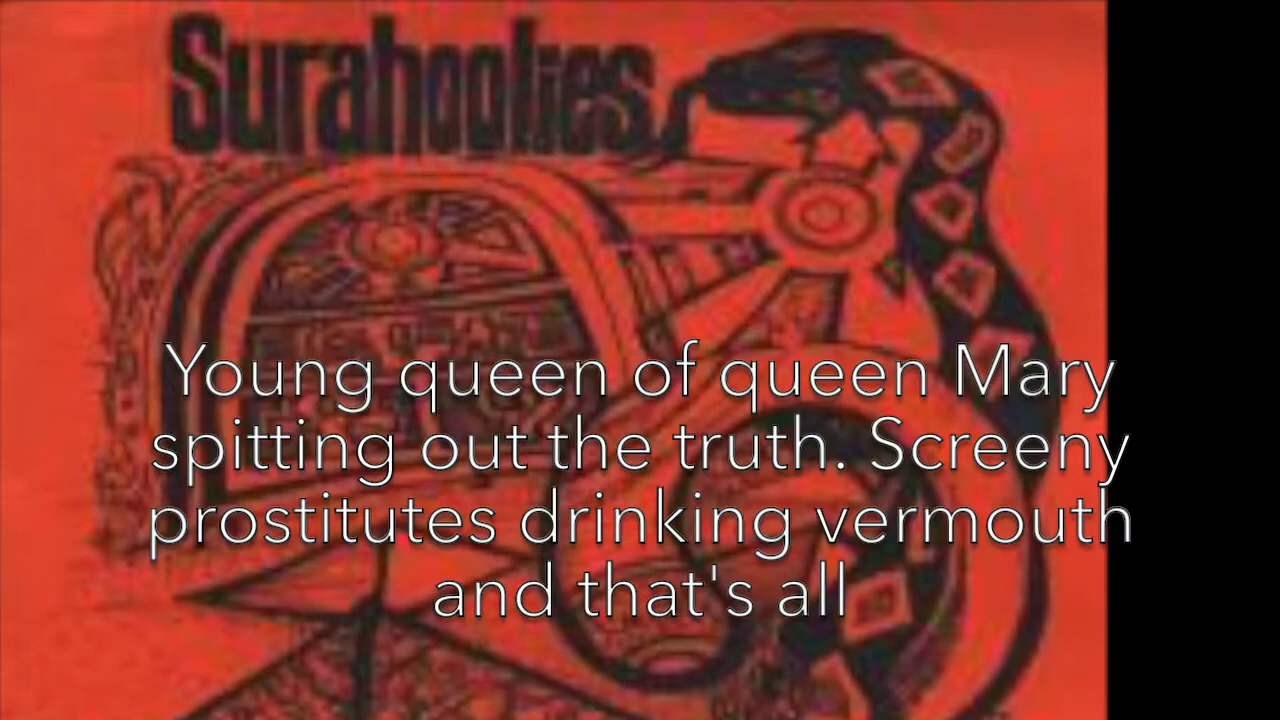 Surahoolies
Young queen of queen Mary
spitting out the truth. Screeny
prostitutes drinking vermouth
and that's all